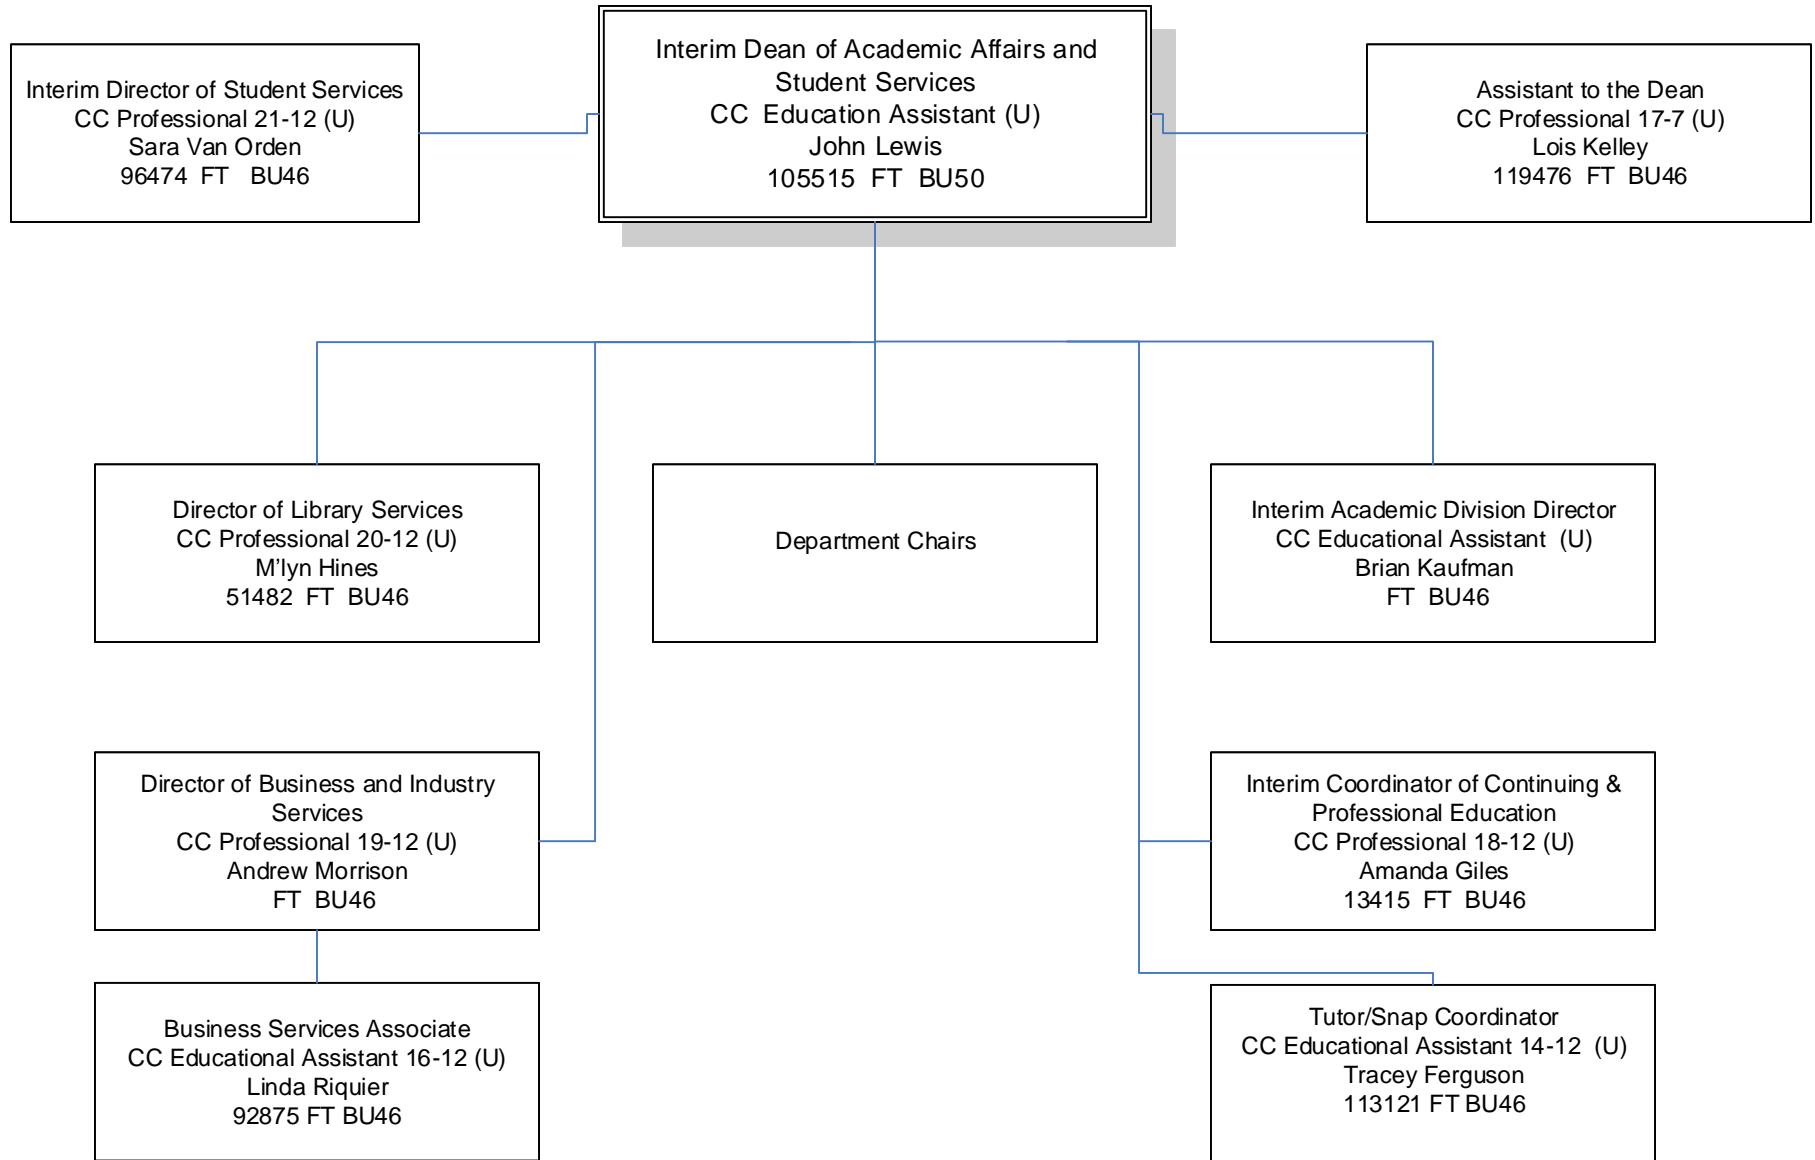 Interim Director of Student Services
CC Professional 21-12 (U)
Sara Van Orden
96474 FT BU46
Interim Dean of Academic Affairs and
Student Services
CC Education Assistant (U)
John Lewis
105515 FT BU50
Assistant to the Dean
CC Professional 17-7 (U)
Lois Kelley
119476 FT BU46
Director of Library Services
CC Professional 20-12 (U)
M’lyn Hines
51482 FT BU46
Department Chairs
Interim Academic Division Director
CC Educational Assistant (U)
Brian Kaufman
FT BU46
Director of Business and Industry
Services
CC Professional 19-12 (U)
Andrew Morrison
FT BU46
Interim Coordinator of Continuing &
Professional Education
CC Professional 18-12 (U)
Amanda Giles
13415 FT BU46
Business Services Associate
CC Educational Assistant 16-12 (U)
Linda Riquier
92875 FT BU46
Tutor/Snap Coordinator
CC Educational Assistant 14-12 (U)
Tracey Ferguson
113121 FT BU46